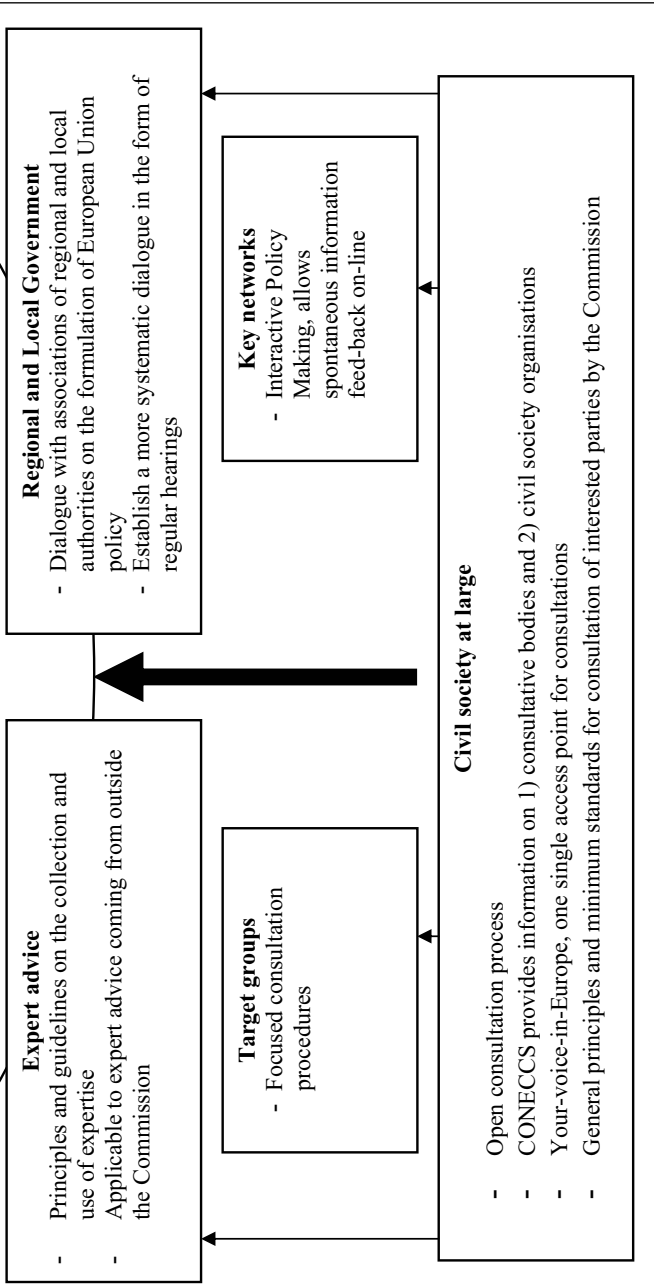 Expert advice
- Principles and guidelines on the collection and
use of expertise
- Applicable to expert advice coming from outside
the Commission
Regional and Local Government
- Dialogue with associations of regional and local
authorities on the formulation of European Union
policy
- Establish a more systematic dialogue in the form of
regular hearings
Target groups
- Focused consultation
procedures
Key networks
- Interactive Policy
Making, allows
spontaneous information
feed-back on-line
Civil society at large
- Open consultation process
- CONECCS provides information on 1) consultative bodies and 2) civil society organisations
- Your-voice-in-Europe, one single access point for consultations
- General principles and minimum standards for consultation of interested parties by the Commission